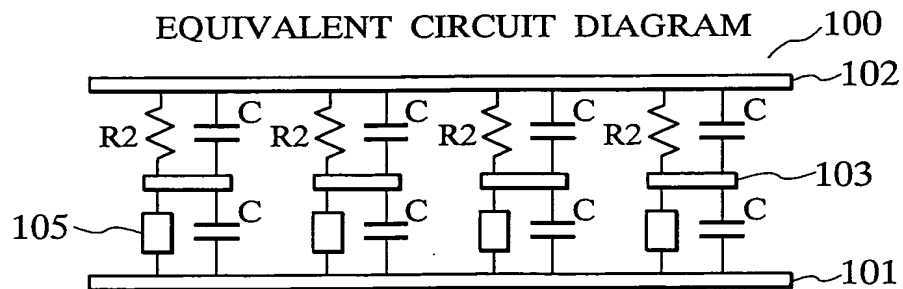 EQUIVALENT CIRCUIT DIAGRAM
100
102
C C C C
R2 R2 R2 R2
103
C C C C
105
101